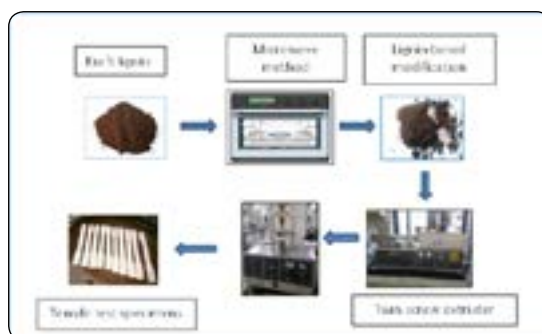 Kraft lignin
Microwave
method
Lignin-based
modification
Tensile test specimens
Twin screw extruder